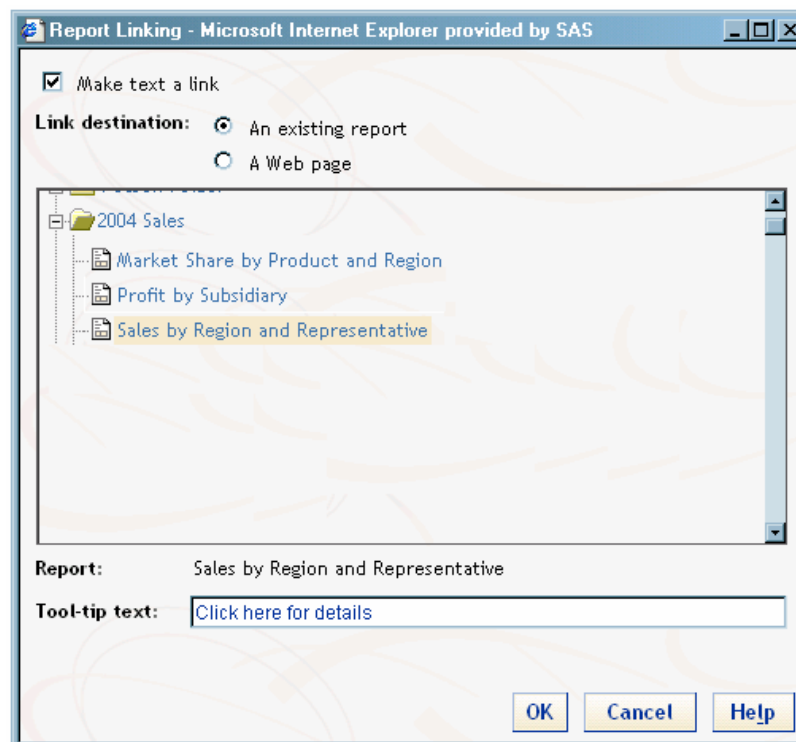 Report Linking - Microsoft Internet Explorer provided by SAS
Make text a link
Link destination:
An existing report
A Web page
2004 Sales
Market Share by Product and Region
Profit by Subsidiary
Sales by Region and Representative
Report: Sales by Region and Representative
Tool-tip text: Click here for details
OK Cancel Help